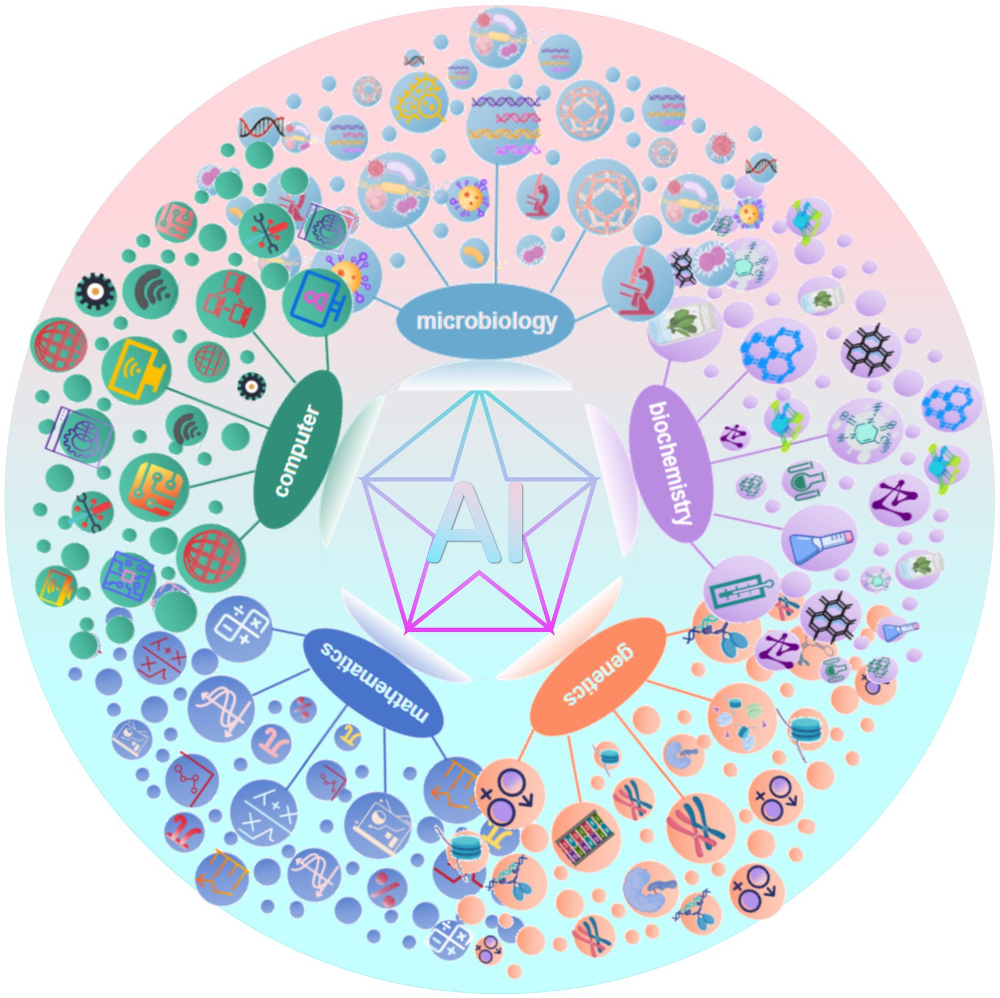 microbiology
computer
biochemistry
AI
mathematics
genetics